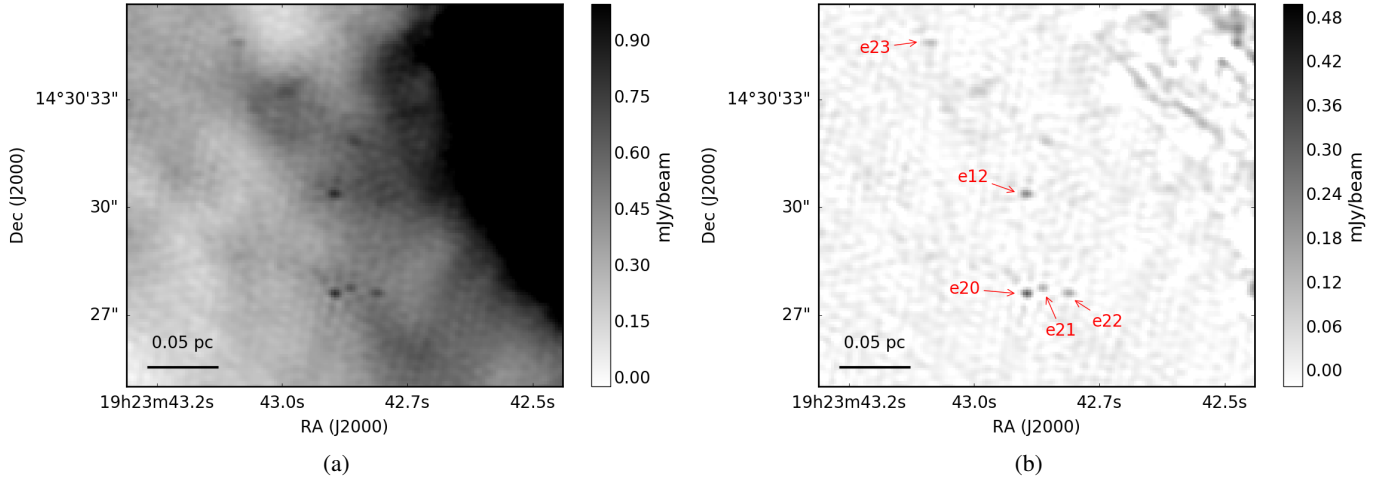 0.90
0.75
0.60
0.45
0.30
0.15
0.00
mJy/beam
14°30'33"
30"
27"
Dec (J2000)
0.05 pc
19h23m43.2s 43.0s 42.7s 42.5s
RA (J2000)
(a)
0.48
0.42
0.36
0.30
0.24
0.18
0.12
0.06
0.00
mJy/beam
14°30'33"
30"
27"
Dec (J2000)
e23
e12
e20
e21
e22
0.05 pc
19h23m43.2s 43.0s 42.7s 42.5s
RA (J2000)
(b)